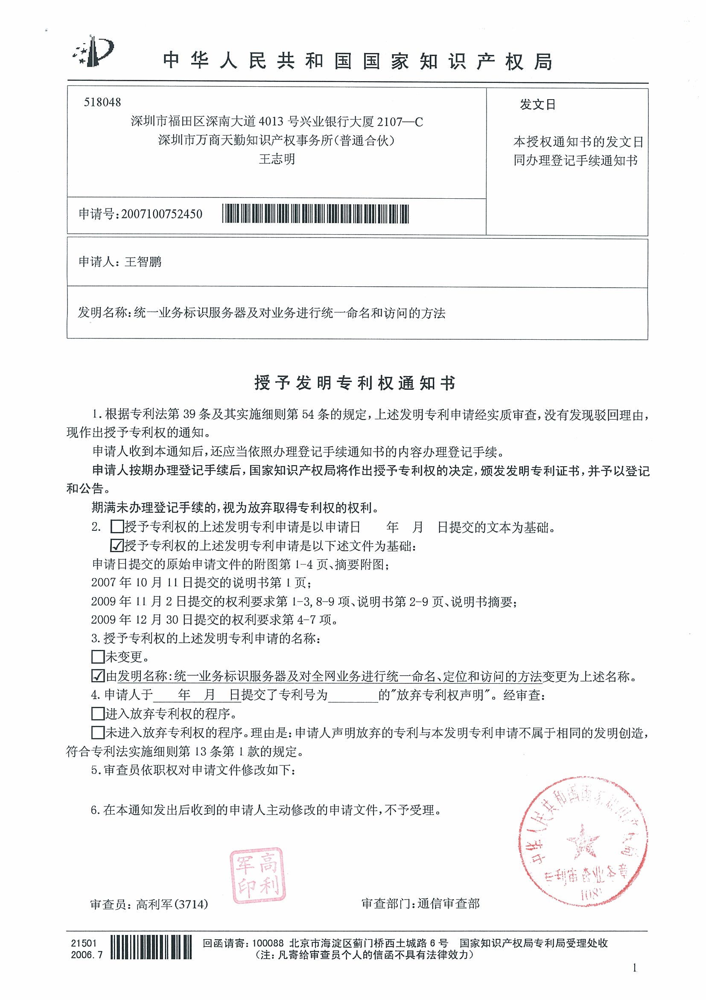 中华人民共和国国家知识产权局
518048
深圳市福田区深南大道 4013 号兴业银行大厦 2107—C
深圳市万商天勤知识产权事务所(普通合伙)
王志明
发文日
本授权通知书的发文日
同办理登记手续通知书
申请号:2007100752450
申请人: 王智鹏
发明名称:统一业务标识服务器及对业务进行统一命名和访问的方法
授予发明专利权通知书
1.根据专利法第 39 条及其实施细则第 54 条的规定,上述发明专利申请经实质审查,没有发现驳回理由,
现作出授予专利权的通知。
申请人收到本通知后,还应当依照办理登记手续通知书的内容办理登记手续。
申请人按期办理登记手续后,国家知识产权局将作出授予专利权的决定,颁发发明专利证书,并予以登记
和公告。
期满未办理登记手续的,视为放弃取得专利权的权利。
2. □授予专利权的上述发明专利申请是以申请日 年 月 日提交的文本为基础。
☑授予专利权的上述发明专利申请是以下述文件为基础:
申请日提交的原始申请文件的附图第 1-4 页、摘要附图;
2007 年 10 月 11 日提交的说明书第 1 页;
2009 年 11 月 2 日提交的权利要求第 1-3, 8-9 项、说明书第 2-9 页、说明书摘要;
2009 年 12 月 30 日提交的权利要求第 4-7 项。
3.授予专利权的上述发明专利申请的名称:
□未变更。
☑由发明名称:统一业务标识服务器及对全网业务进行统一命名、定位和访问的方法变更为上述名称。
4.申请人于____年 月 日提交了专利号为________的"放弃专利权声明"。经审查:
□进入放弃专利权的程序。
□未进入放弃专利权的程序。理由是:申请人声明放弃的专利与本发明专利申请不属于相同的发明创造,
符合专利法实施细则第 13 条第 1 款的规定。
5.审查员依职权对申请文件修改如下:
6.在本通知发出后收到的申请人主动修改的申请文件,不予受理。
中华人民共和国国家知识产权局
专利审查业务章
高利军印
审查员: 高利军(3714)
审查部门:通信审查部
21501
2006.7
回函请寄: 100088 北京市海淀区蓟门桥西土城路 6 号 国家知识产权局专利局受理处收
(注: 凡寄给审查员个人的信函不具有法律效力)
1